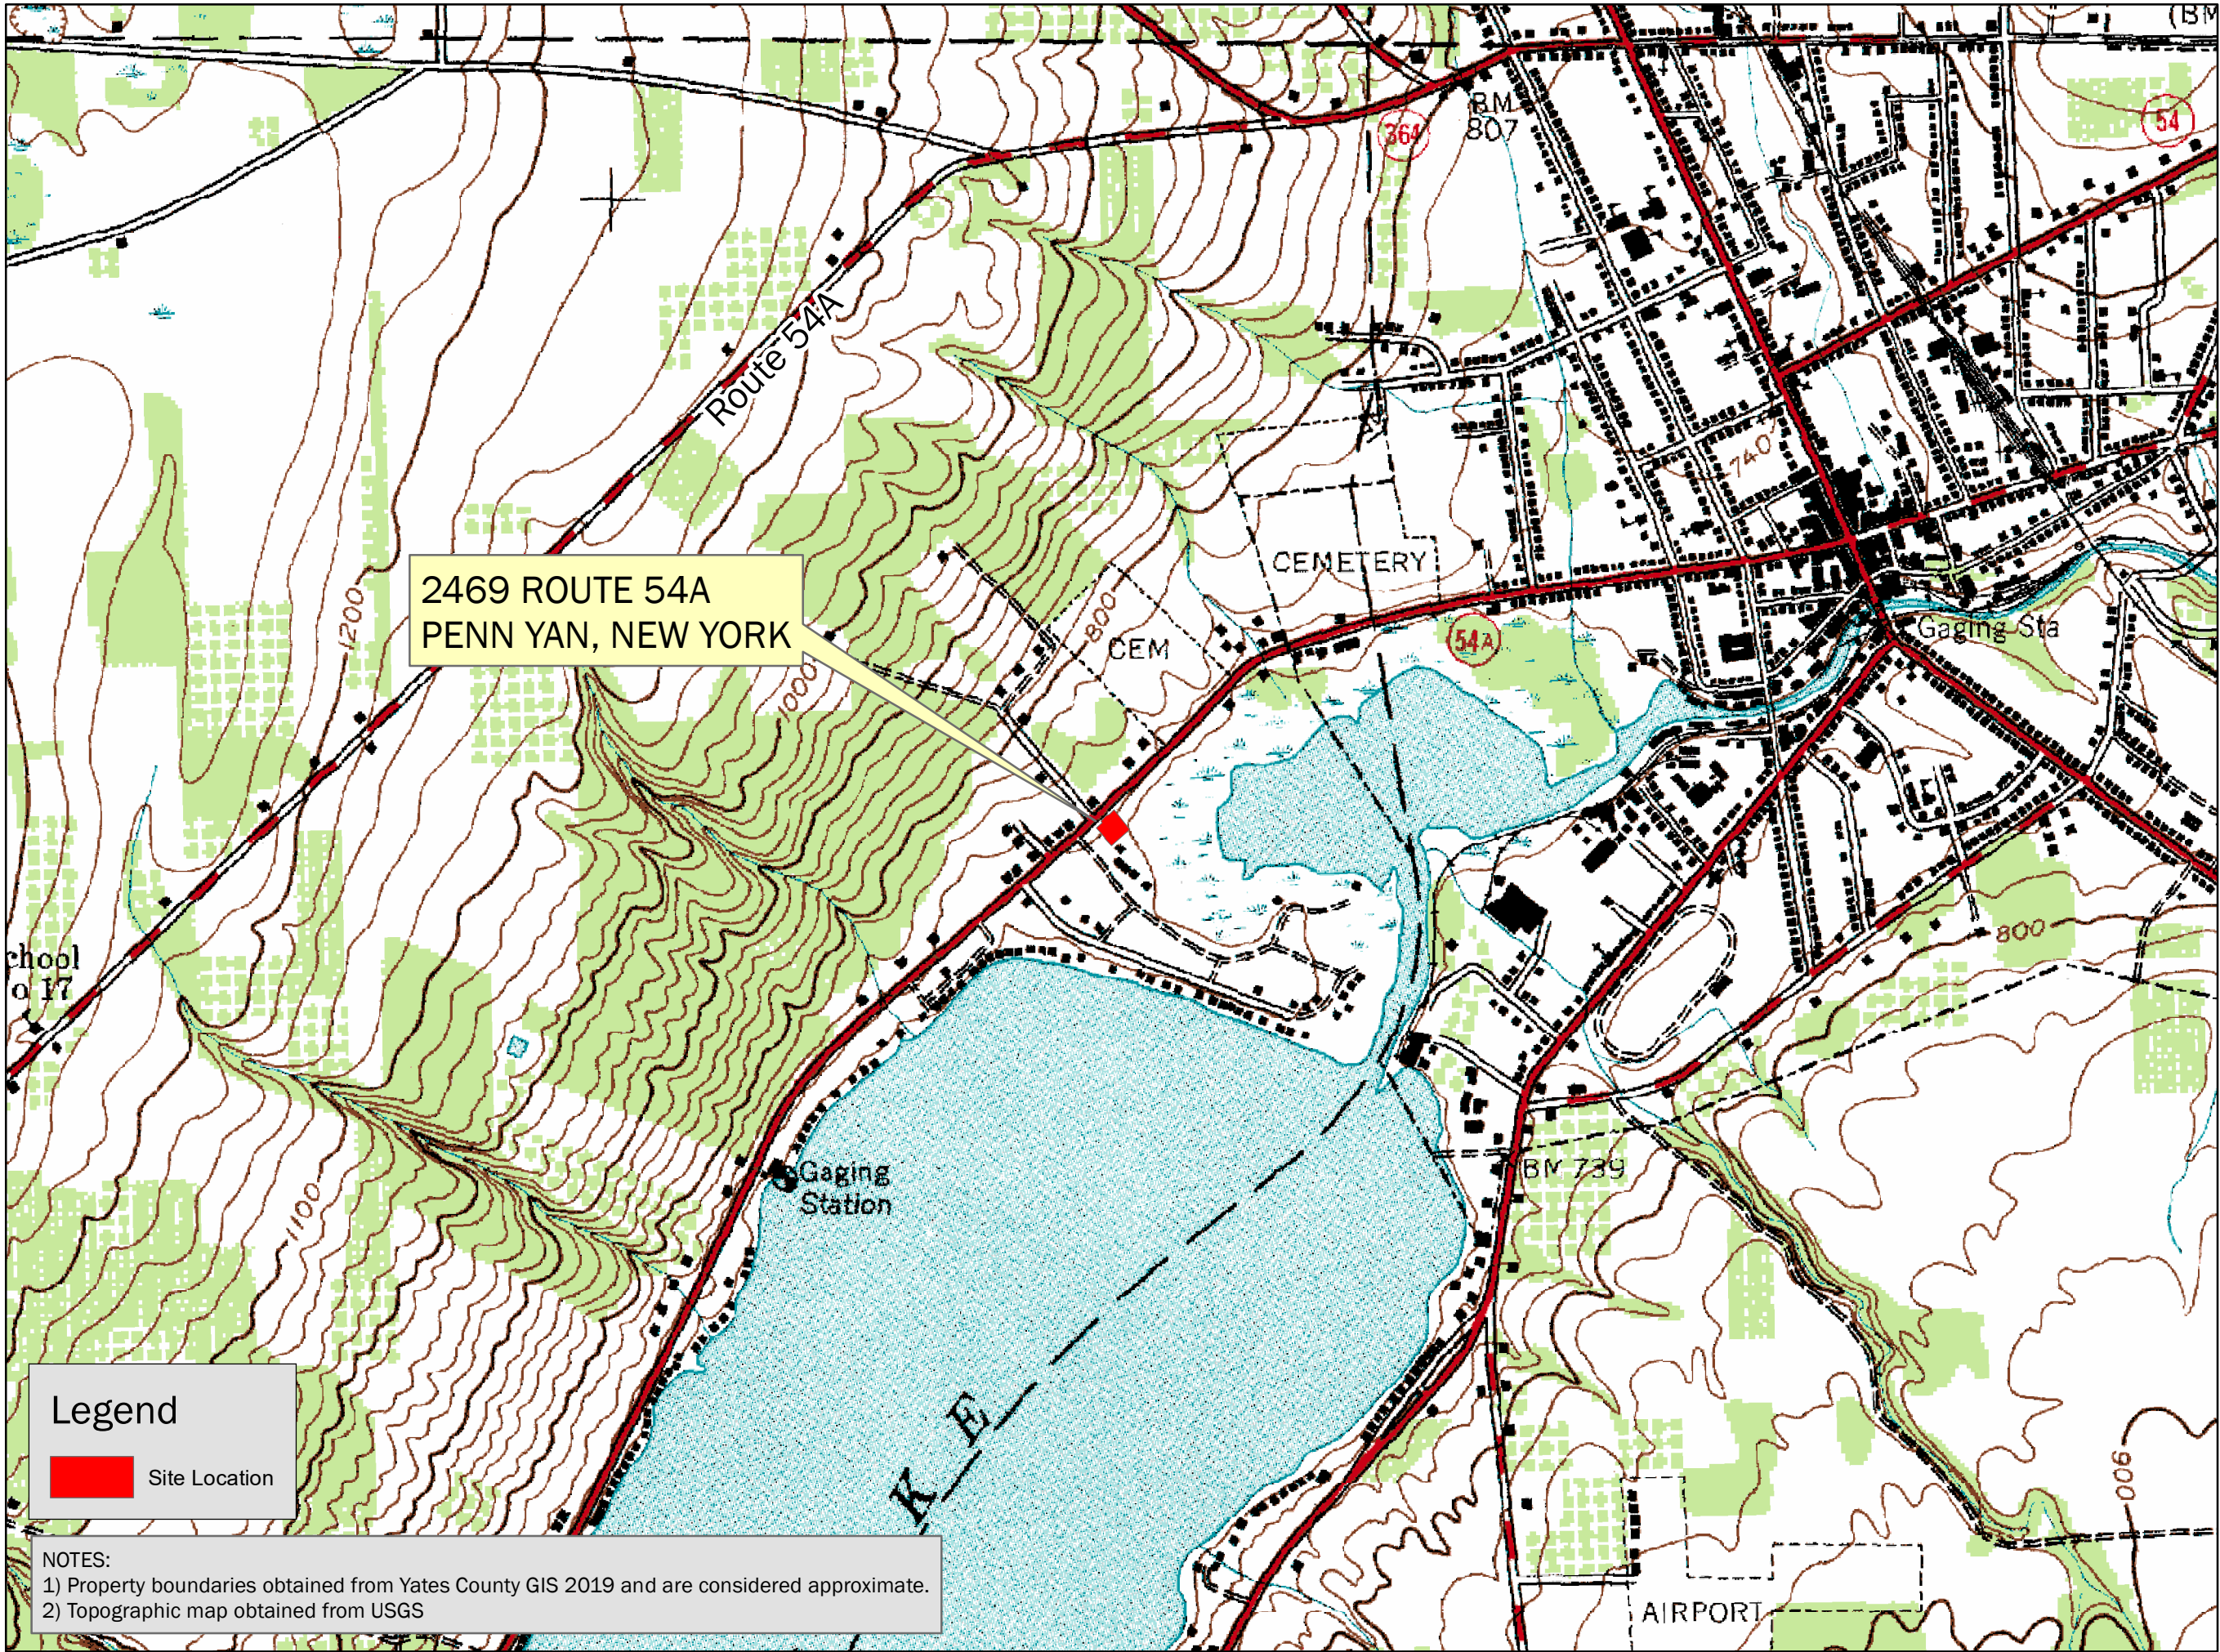 (BM
54
364
BM
807
Route 54A
740
CEMETERY
2469 ROUTE 54A
PENN YAN, NEW YORK
1200
800
CEM
54A
Gaging Sta
1000
chool
o 17
800
BM 739
Gaging
Station
1100
K E
900
AIRPORT
Legend
Site Location
NOTES:
1) Property boundaries obtained from Yates County GIS 2019 and are considered approximate.
2) Topographic map obtained from USGS